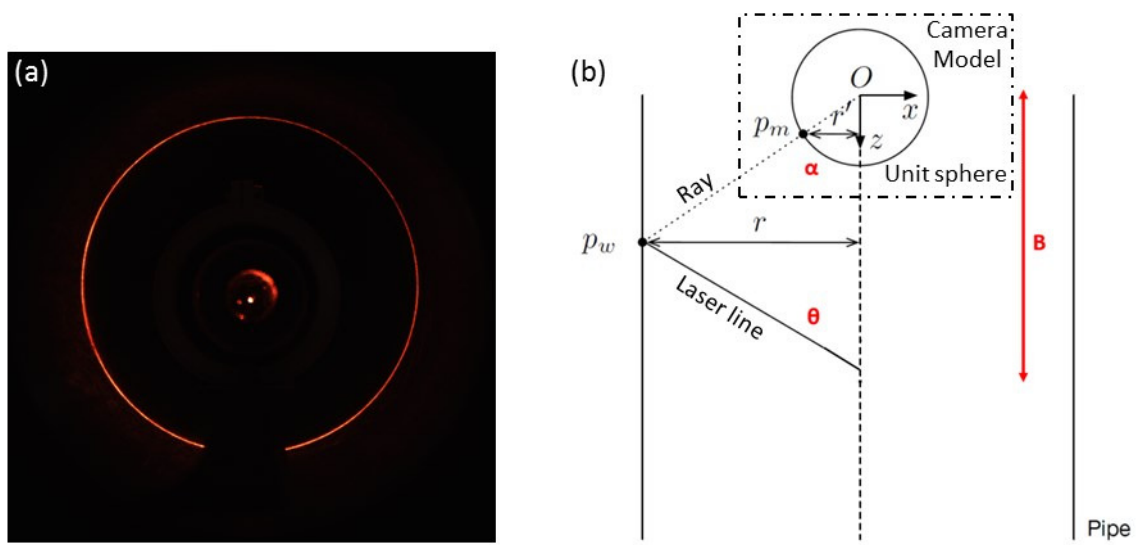 (a)
(b)
Camera
Model
O
x
r'
p_m
z
α
Unit sphere
Ray
r
p_w
B
Laser line
θ
Pipe